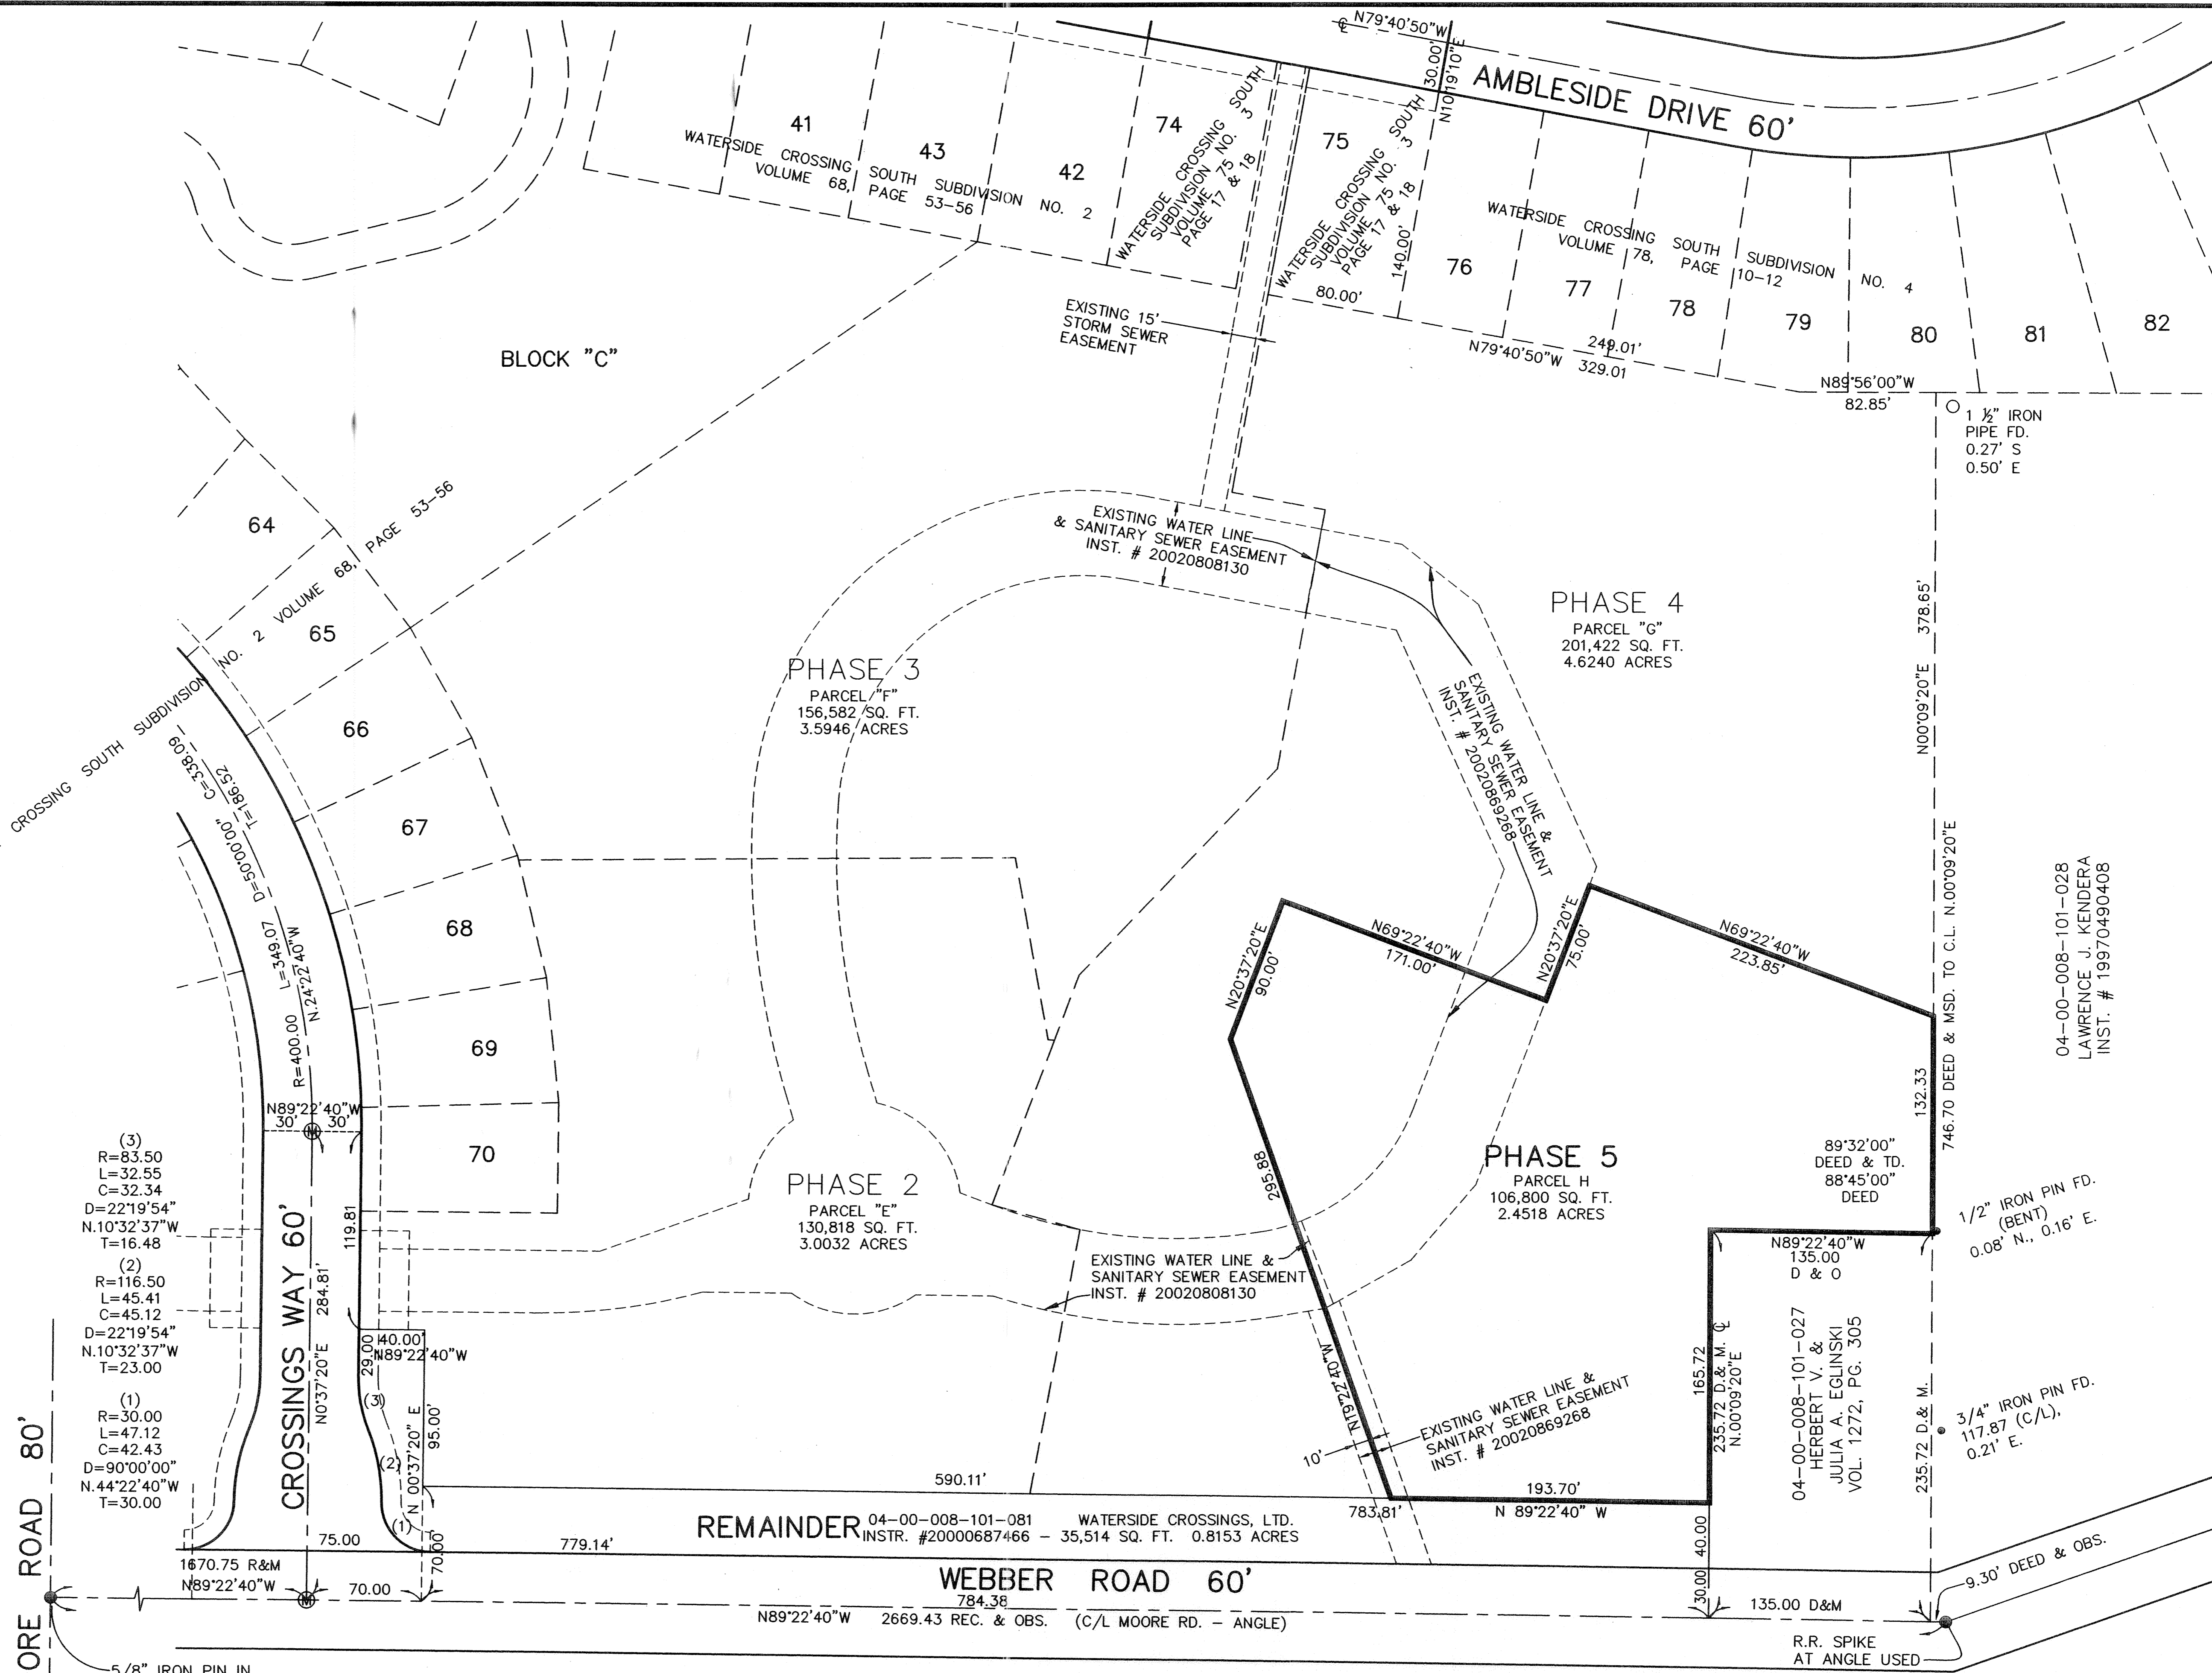 N79°40'50"W
30.00'
N10°19'10"E
AMBLESIDE DRIVE 60'
41
43
42
74
75
76
77
78
79
80
81
82
WATERSIDE CROSSING SOUTH SUBDIVISION NO. 2
VOLUME 68, PAGE 53-56
WATERSIDE CROSSING SOUTH
SUBDIVISION NO. 3
VOLUME 75
PAGE 17 & 18
WATERSIDE CROSSING SOUTH
SUBDIVISION NO. 3
VOLUME 75
PAGE 17 & 18
140.00'
80.00'
WATERSIDE CROSSING SOUTH SUBDIVISION NO. 4
VOLUME 78, PAGE 10-12
EXISTING 15'
STORM SEWER
EASEMENT
249.01'
N79°40'50"W 329.01
N89°56'00"W
82.85'
1 ½" IRON
PIPE FD.
0.27' S
0.50' E
BLOCK "C"
64
65
66
67
68
69
70
CROSSING SOUTH SUBDIVISION NO. 2 VOLUME 68, PAGE 53-56
EXISTING WATER LINE
& SANITARY SEWER EASEMENT
INST. # 20020808130
PHASE 4
PARCEL "G"
201,422 SQ. FT.
4.6240 ACRES
N00°09'20"E 378.65'
PHASE 3
PARCEL "F"
156,582 SQ. FT.
3.5946 ACRES
EXISTING WATER LINE &
SANITARY SEWER EASEMENT
INST. # 20020869268
C=338.09
T=186.52
D=50°00'00"
L=349.07
N.24°22'40"W
R=400.00
N20°37'20"E
90.00'
N69°22'40"W
171.00'
N20°37'20"E
75.00'
N69°22'40"W
223.85'
132.33
746.70 DEED & MSD. TO C.L. N.00°09'20"E
04-00-008-101-028
LAWRENCE J. KENDERA
INST. # 19970490408
N89°22'40"W
30' 30'
(3)
R=83.50
L=32.55
C=32.34
D=22°19'54"
N.10°32'37"W
T=16.48
(2)
R=116.50
L=45.41
C=45.12
D=22°19'54"
N.10°32'37"W
T=23.00
(1)
R=30.00
L=47.12
C=42.43
D=90°00'00"
N.44°22'40"W
T=30.00
CROSSINGS WAY 60'
N0°37'20"E 284.81'
119.81
29.00
40.00'
N89°22'40"W
(3)
(2)
(1)
N 00°37'20" E
95.00'
70.00
PHASE 2
PARCEL "E"
130,818 SQ. FT.
3.0032 ACRES
EXISTING WATER LINE &
SANITARY SEWER EASEMENT
INST. # 20020808130
295.88
N19°22'40"W
PHASE 5
PARCEL H
106,800 SQ. FT.
2.4518 ACRES
89°32'00"
DEED & TD.
88°45'00"
DEED
1/2" IRON PIN FD.
(BENT)
0.08' N., 0.16' E.
N89°22'40"W
135.00
D & O
165.72
235.72 D.& M. ℄
N.00°09'20"E
04-00-008-101-027
HERBERT V. &
JULIA A. EGLINSKI
VOL. 1272, PG. 305
235.72 D.& M.
3/4" IRON PIN FD.
117.87 (C/L),
0.21' E.
10'
EXISTING WATER LINE &
SANITARY SEWER EASEMENT
INST. # 20020869268
590.11'
193.70'
783.81'
N 89°22'40" W
REMAINDER
04-00-008-101-081 WATERSIDE CROSSINGS, LTD.
INSTR. #20000687466 - 35,514 SQ. FT. 0.8153 ACRES
40.00
30.00
75.00
779.14'
1670.75 R&M
N89°22'40"W
70.00
WEBBER ROAD 60'
784.38
N89°22'40"W 2669.43 REC. & OBS. (C/L MOORE RD. - ANGLE)
135.00 D&M
9.30' DEED & OBS.
R.R. SPIKE
AT ANGLE USED
ORE ROAD 80'
5/8" IRON PIN IN